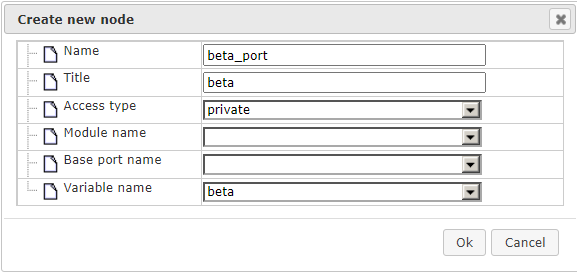 Create new node
Name beta_port
Title beta
Access type private
Module name
Base port name
Variable name beta
Ok Cancel